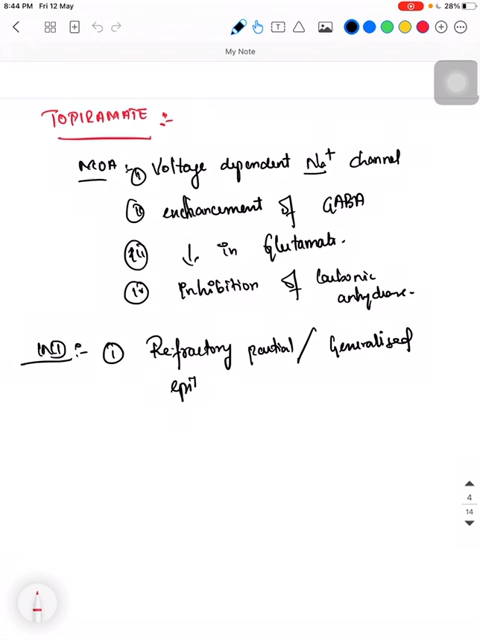 8:44 PM Fri 12 May
28%
My Note
TOPIRAMATE :-
MOA :- (i) Voltage dependent Na+ channel
(ii) enchancement of GABA
(iii) ↓ in Glutamate.
(iv) Inhibition of Carbonic
anhydrase.
IND :- (1) Refractory partial / Generalised
epi
4
14